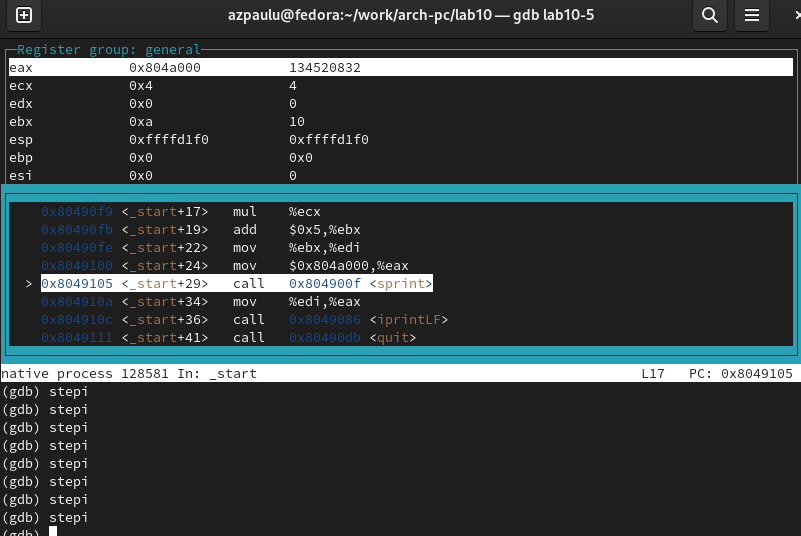 azpaulu@fedora:~/work/arch-pc/lab10 — gdb lab10-5
Register group: general
eax 0x804a000 134520832
ecx 0x4 4
edx 0x0 0
ebx 0xa 10
esp 0xffffd1f0 0xffffd1f0
ebp 0x0 0x0
esi 0x0 0
0x80490f9 <_start+17> mul %ecx
0x80490fb <_start+19> add $0x5,%ebx
0x80490fe <_start+22> mov %ebx,%edi
0x8049100 <_start+24> mov $0x804a000,%eax
> 0x8049105 <_start+29> call 0x804900f <sprint>
0x804910a <_start+34> mov %edi,%eax
0x804910c <_start+36> call 0x8049086 <iprintLF>
0x8049111 <_start+41> call 0x80490db <quit>
native process 128581 In: _start L17 PC: 0x8049105
(gdb) stepi
(gdb) stepi
(gdb) stepi
(gdb) stepi
(gdb) stepi
(gdb) stepi
(gdb) stepi
(gdb) stepi
(gdb)